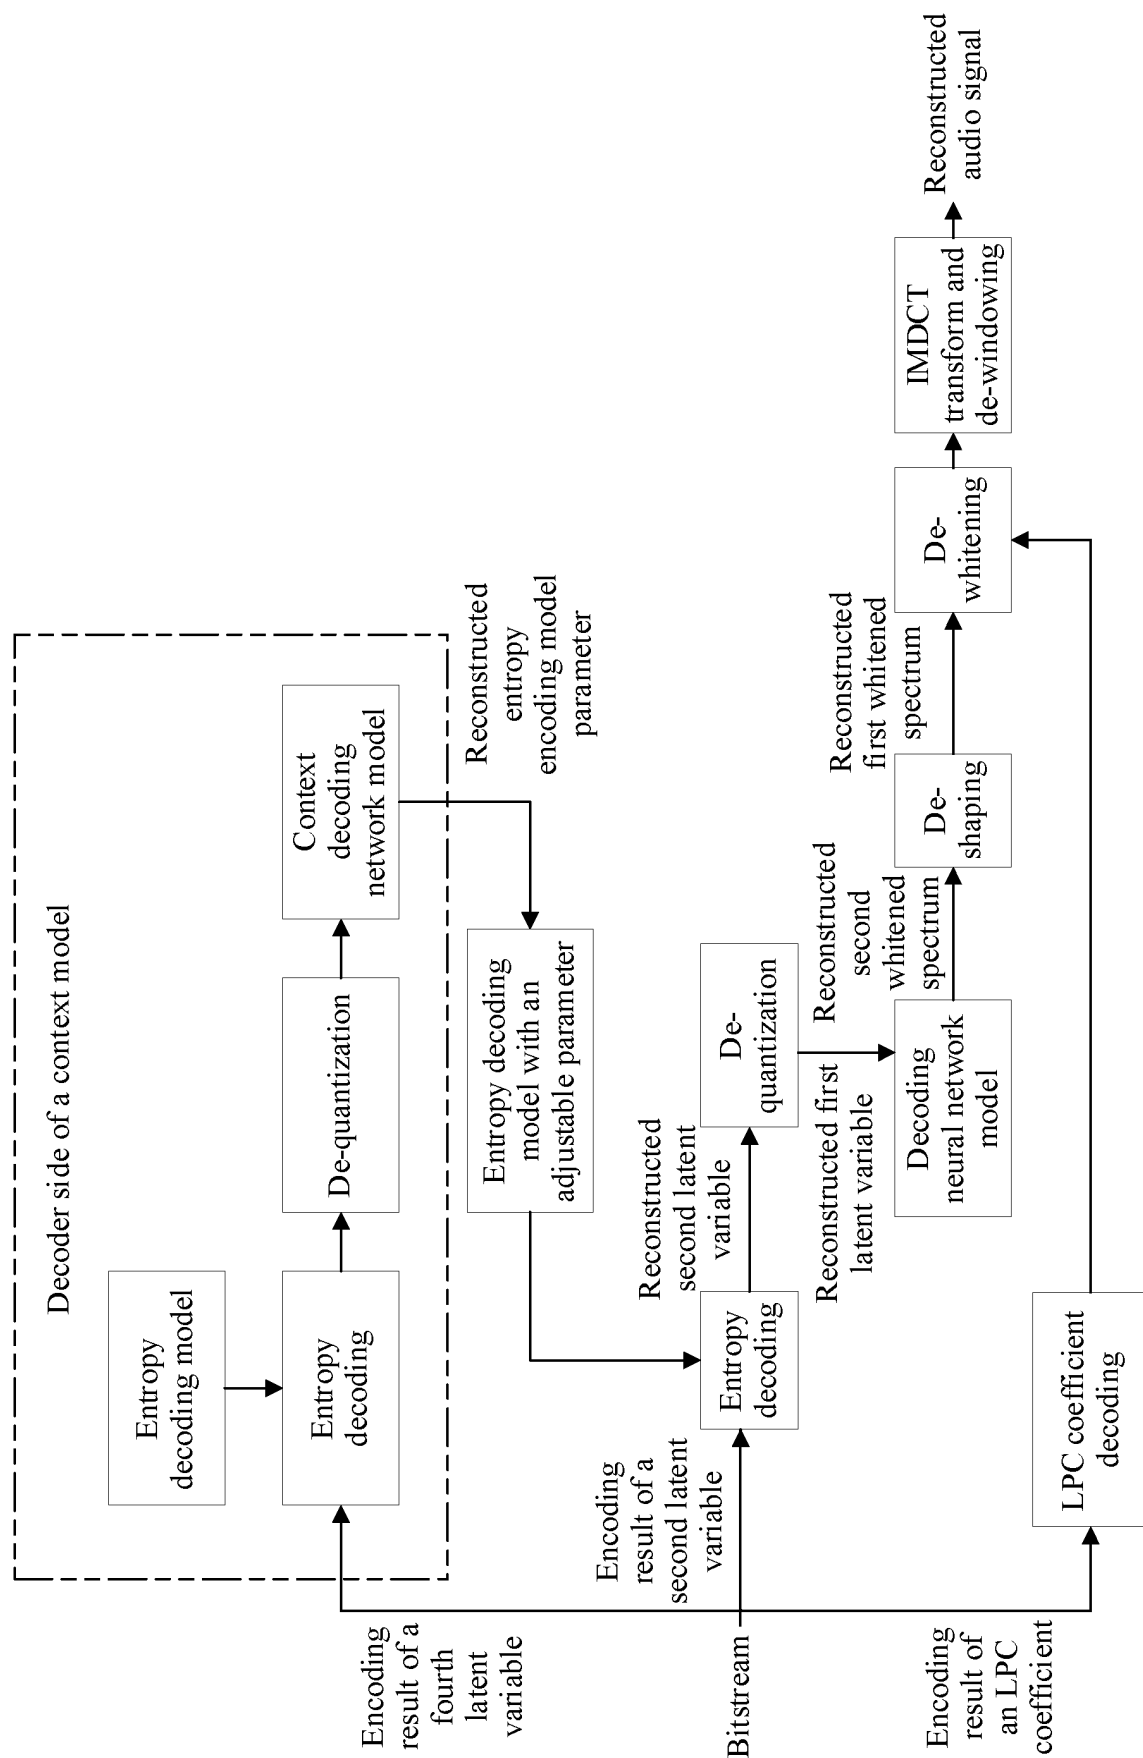 Decoder side of a context model
Entropy
decoding model
Entropy
decoding
De-quantization
Context
decoding
network model
Encoding
result of a
fourth
latent
variable
Reconstructed
entropy
encoding model
parameter
Entropy decoding
model with an
adjustable parameter
Bitstream
Encoding
result of a
second latent
variable
Entropy
decoding
Reconstructed
second latent
variable
De-
quantization
Reconstructed first
latent variable
Decoding
neural network
model
Reconstructed
second
whitened
spectrum
De-
shaping
Reconstructed
first whitened
spectrum
De-
whitening
IMDCT
transform and
de-windowing
Reconstructed
audio signal
Encoding
result of
an LPC
coefficient
LPC coefficient
decoding